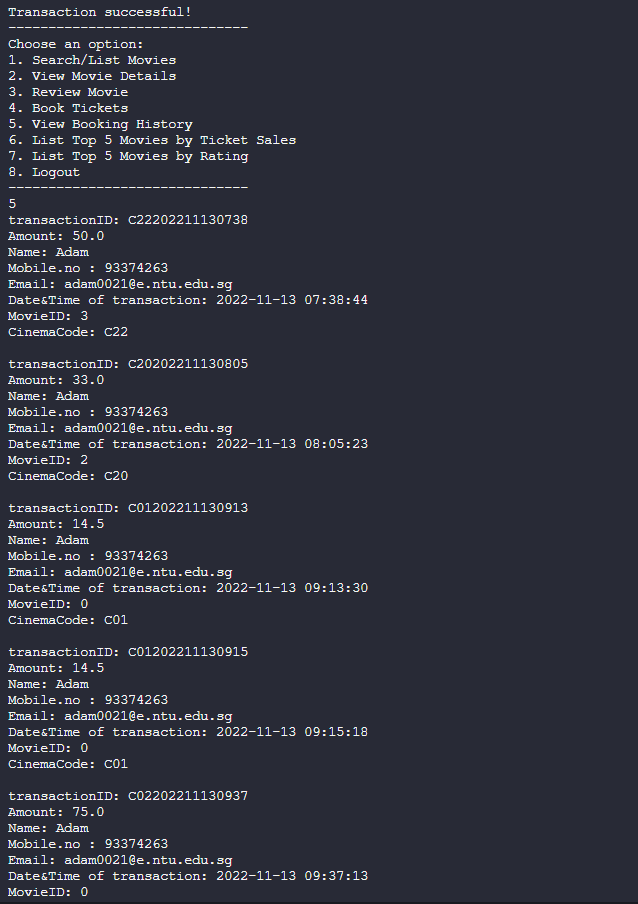 Transaction successful!
------------------------------
Choose an option:
1. Search/List Movies
2. View Movie Details
3. Review Movie
4. Book Tickets
5. View Booking History
6. List Top 5 Movies by Ticket Sales
7. List Top 5 Movies by Rating
8. Logout
------------------------------
5
transactionID: C22202211130738
Amount: 50.0
Name: Adam
Mobile.no : 93374263
Email: adam0021@e.ntu.edu.sg
Date&Time of transaction: 2022-11-13 07:38:44
MovieID: 3
CinemaCode: C22

transactionID: C20202211130805
Amount: 33.0
Name: Adam
Mobile.no : 93374263
Email: adam0021@e.ntu.edu.sg
Date&Time of transaction: 2022-11-13 08:05:23
MovieID: 2
CinemaCode: C20

transactionID: C01202211130913
Amount: 14.5
Name: Adam
Mobile.no : 93374263
Email: adam0021@e.ntu.edu.sg
Date&Time of transaction: 2022-11-13 09:13:30
MovieID: 0
CinemaCode: C01

transactionID: C01202211130915
Amount: 14.5
Name: Adam
Mobile.no : 93374263
Email: adam0021@e.ntu.edu.sg
Date&Time of transaction: 2022-11-13 09:15:18
MovieID: 0
CinemaCode: C01

transactionID: C02202211130937
Amount: 75.0
Name: Adam
Mobile.no : 93374263
Email: adam0021@e.ntu.edu.sg
Date&Time of transaction: 2022-11-13 09:37:13
MovieID: 0